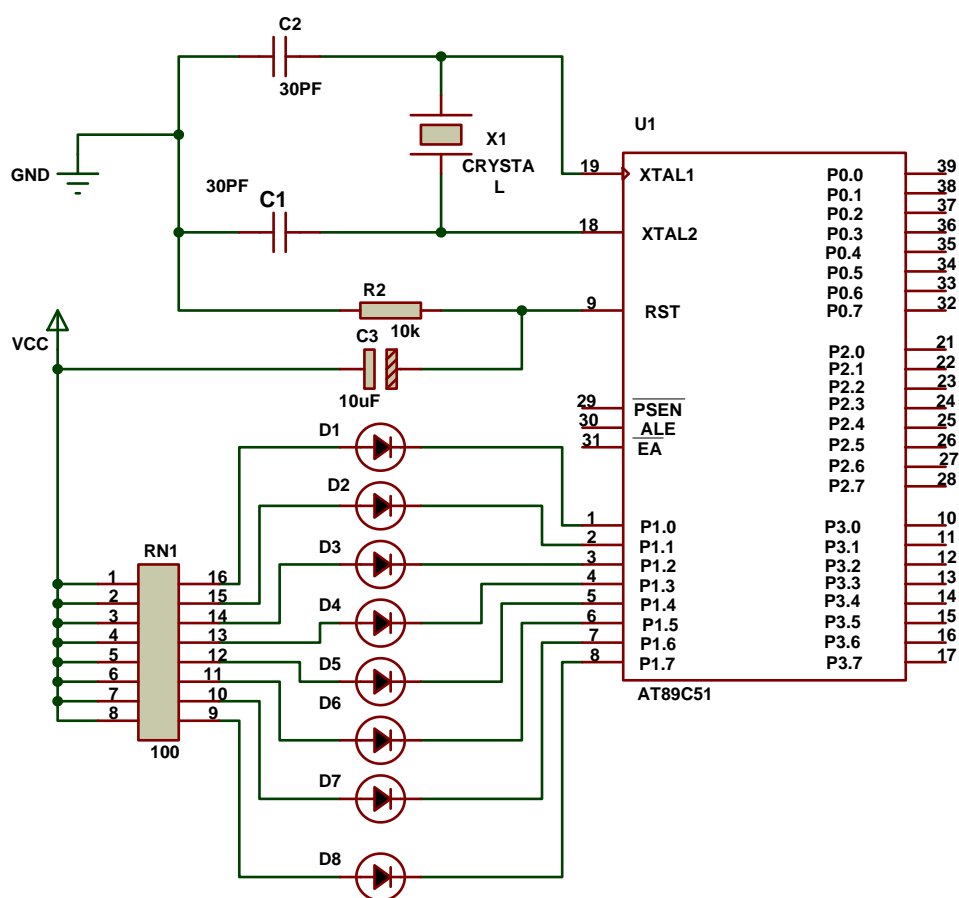 C2
30PF
X1
CRYSTA
L
GND
30PF
C1
R2
10k
VCC
C3
10uF
D1
D2
D3
D4
D5
D6
D7
D8
RN1
1
2
3
4
5
6
7
8
16
15
14
13
12
11
10
9
100
U1
19 XTAL1
18 XTAL2
9 RST
29 PSEN
30 ALE
31 EA
1 P1.0
2 P1.1
3 P1.2
4 P1.3
5 P1.4
6 P1.5
7 P1.6
8 P1.7
P0.0 39
P0.1 38
P0.2 37
P0.3 36
P0.4 35
P0.5 34
P0.6 33
P0.7 32
P2.0 21
P2.1 22
P2.2 23
P2.3 24
P2.4 25
P2.5 26
P2.6 27
P2.7 28
P3.0 10
P3.1 11
P3.2 12
P3.3 13
P3.4 14
P3.5 15
P3.6 16
P3.7 17
AT89C51